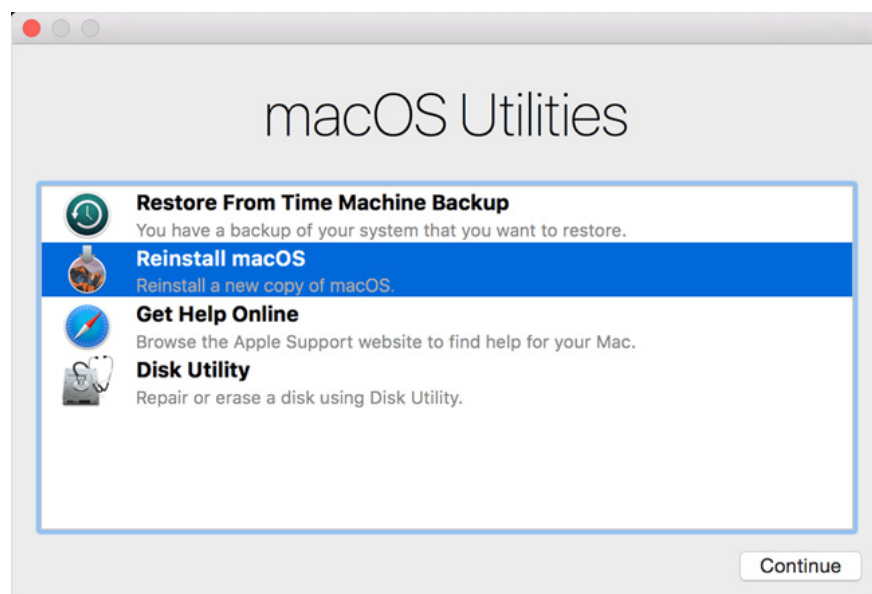 macOS Utilities
Restore From Time Machine Backup
You have a backup of your system that you want to restore.
Reinstall macOS
Reinstall a new copy of macOS.
Get Help Online
Browse the Apple Support website to find help for your Mac.
Disk Utility
Repair or erase a disk using Disk Utility.
Continue